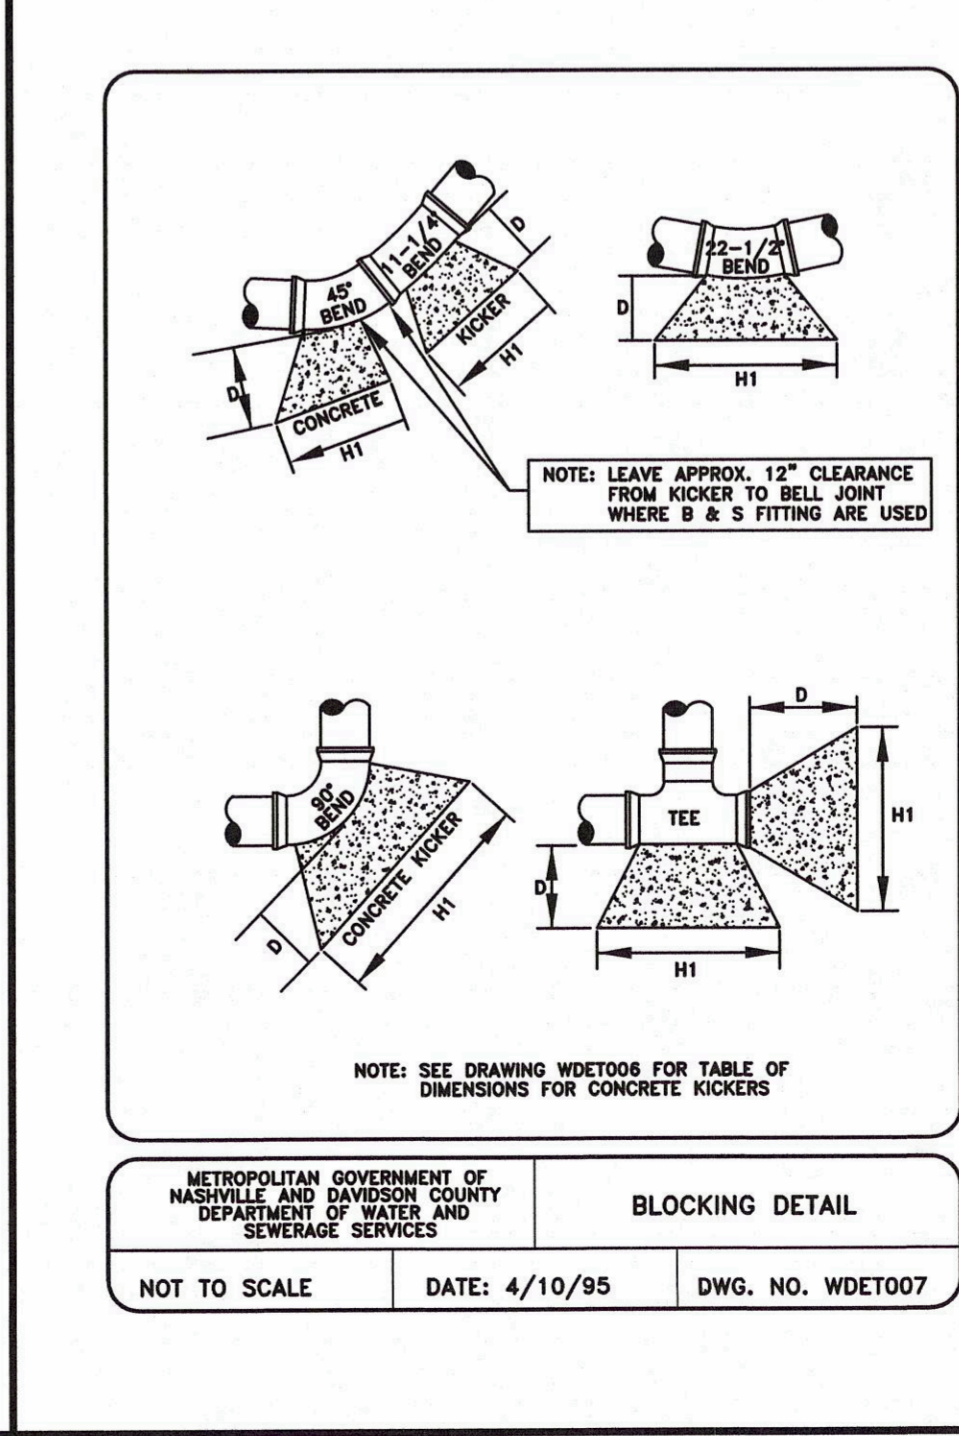 11-1/4°
BEND
D
KICKER
H1
45°
BEND
D
CONCRETE
H1
22-1/2°
BEND
D
H1
NOTE: LEAVE APPROX. 12" CLEARANCE
FROM KICKER TO BELL JOINT
WHERE B & S FITTING ARE USED
90°
BEND
D
CONCRETE KICKER
H1
TEE
D
H1
D
H1
NOTE: SEE DRAWING WDET006 FOR TABLE OF
DIMENSIONS FOR CONCRETE KICKERS
METROPOLITAN GOVERNMENT OF
NASHVILLE AND DAVIDSON COUNTY
DEPARTMENT OF WATER AND
SEWERAGE SERVICES
BLOCKING DETAIL
NOT TO SCALE
DATE: 4/10/95
DWG. NO. WDET007